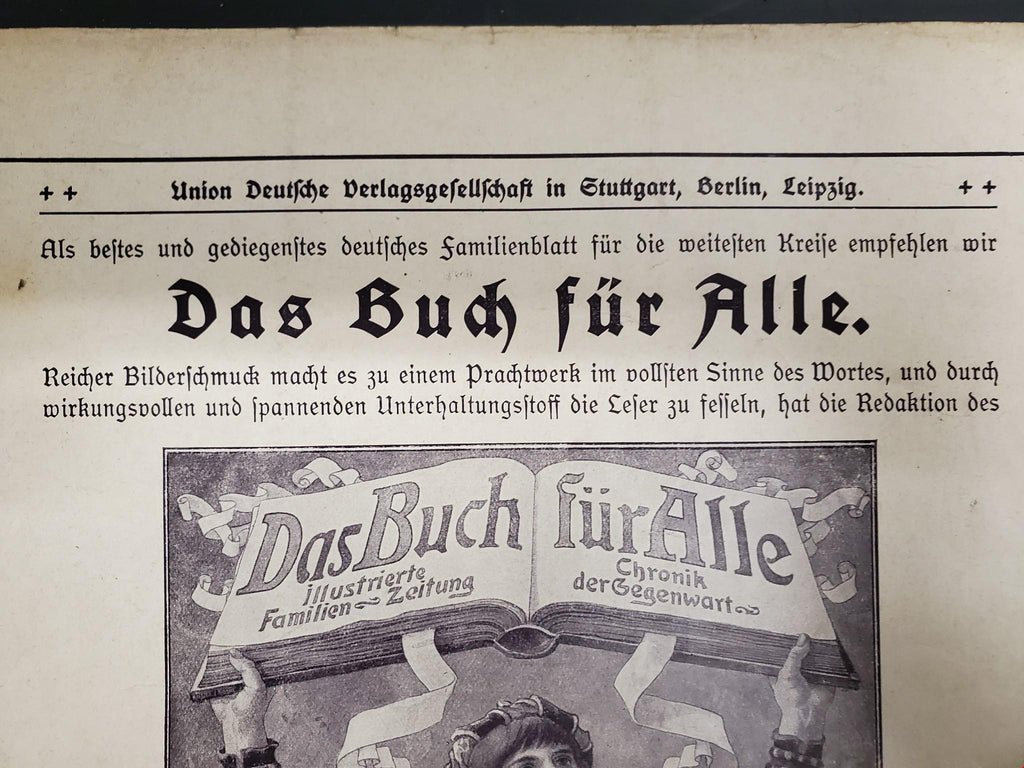 ++ Union Deutſche Verlagsgeſellſchaft in Stuttgart, Berlin, Leipzig. ++
Als beſtes und gediegenſtes deutſches Familienblatt für die weiteſten Kreiſe empfehlen wir
Das Buch für Alle.
Reicher Bilderſchmuck macht es zu einem Prachtwerk im vollſten Sinne des Wortes, und durch
wirkungsvollen und ſpannenden Unterhaltungsſtoff die Leſer zu feſſeln, hat die Redaktion des
Das Buch
illustrierte
Familien~Zeitung
für Alle
Chronik
der Gegenwart~